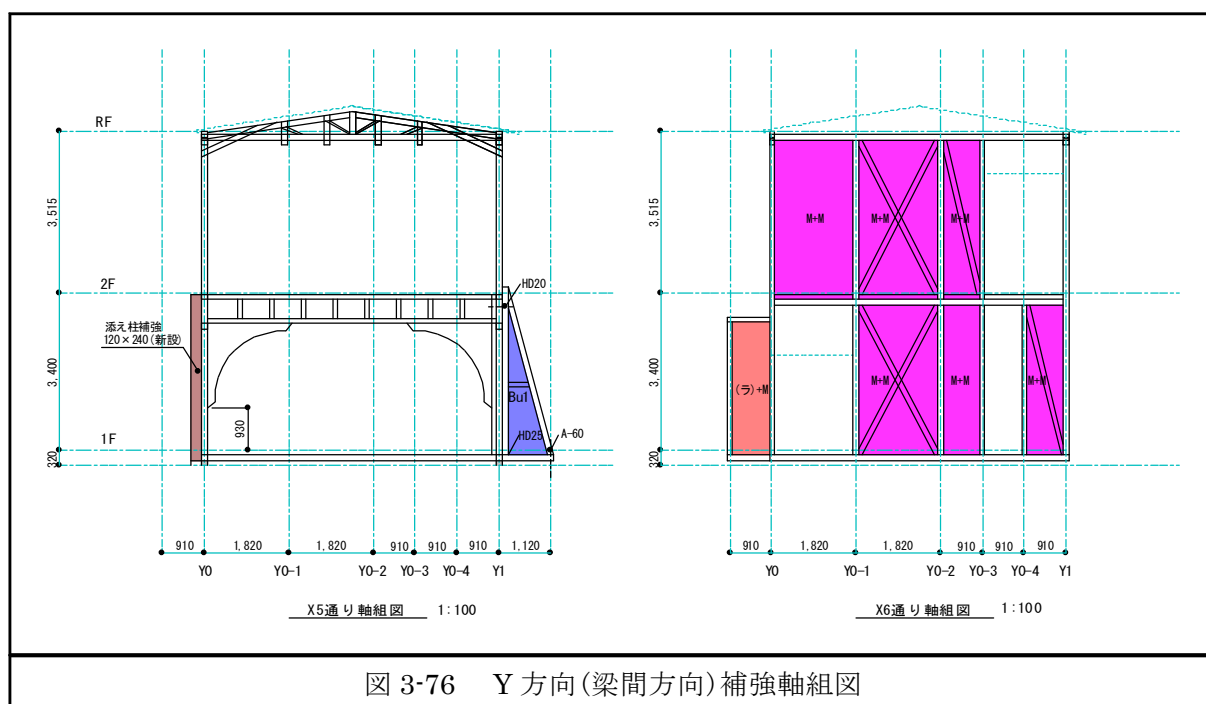 RF
3,515
2F
HD20
添え柱補強
120×240(新設)
3,400
Bu1
930
HD25
A-60
1F
320
910
1,820
1,820
910
910
910
1,120
Y0
Y0-1
Y0-2
Y0-3
Y0-4
Y1
X5通り軸組図 1:100
3,515
M+M
M+M
M+M
3,400
(ラ)+M
M+M
M+M
M+M
320
910
1,820
1,820
910
910
910
Y0
Y0-1
Y0-2
Y0-3
Y0-4
Y1
X6通り軸組図 1:100
図 3-76 Y 方向(梁間方向)補強軸組図